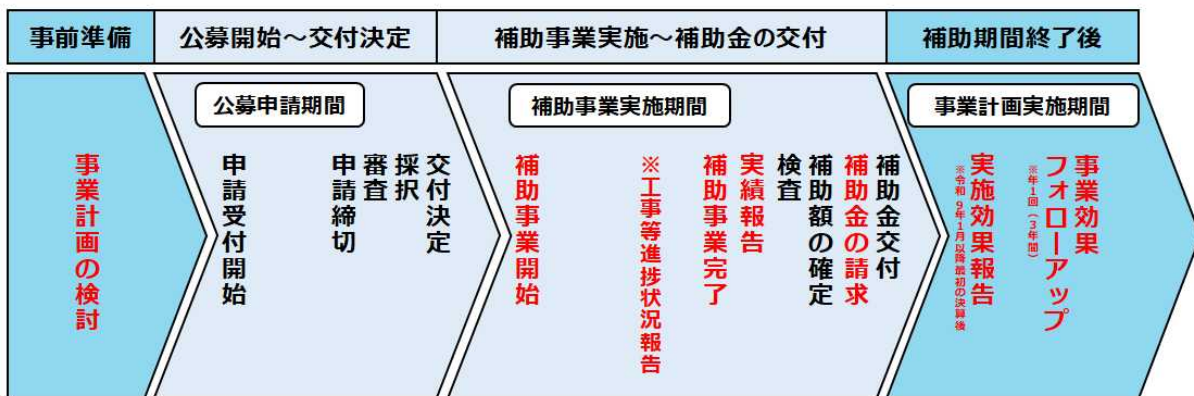 事前準備
公募開始～交付決定
補助事業実施～補助金の交付
補助期間終了後
事業計画の検討
公募申請期間
申請受付開始
申請締切
審査
採択
交付決定
補助事業実施期間
補助事業開始
※工事等進捗状況報告
補助事業完了
実績報告
検査
補助額の確定
補助金の請求
補助金交付
事業計画実施期間
実施効果報告
※令和9年1月以降最初の決算後
事業効果
フォローアップ
※年1回（3年間）